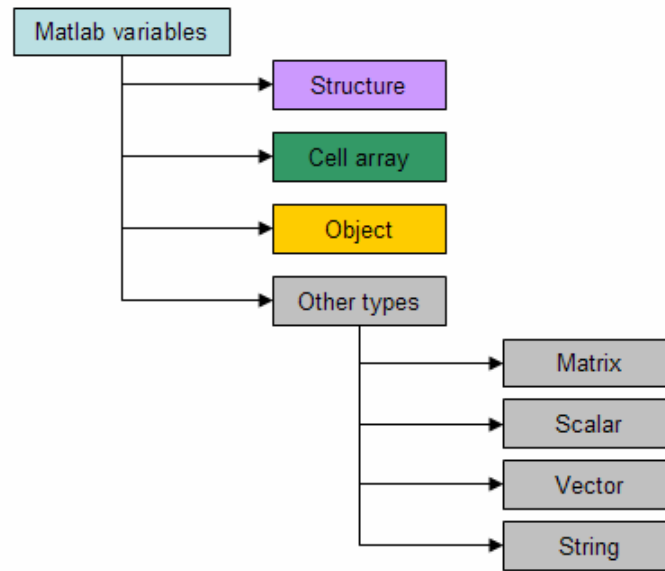 Matlab variables
Structure
Cell array
Object
Other types
Matrix
Scalar
Vector
String